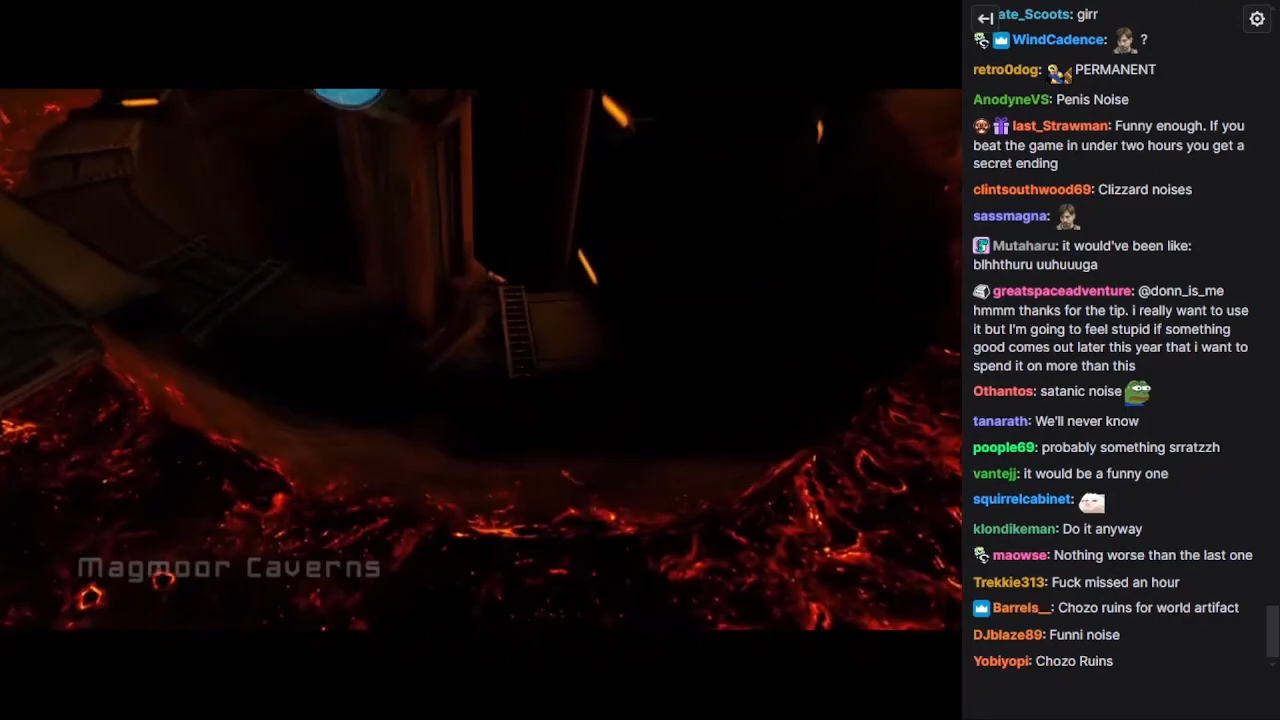 Magmoor Caverns
ate_Scoots: girr
WindCadence: ?
retro0dog: PERMANENT
AnodyneVS: Penis Noise
last_Strawman: Funny enough. If you
beat the game in under two hours you get a
secret ending
clintsouthwood69: Clizzard noises
sassmagna:
Mutaharu: it would've been like:
blhhthuru uuhuuuga
greatspaceadventure: @donn_is_me
hmmm thanks for the tip. i really want to use
it but I'm going to feel stupid if something
good comes out later this year that i want to
spend it on more than this
Othantos: satanic noise
tanarath: We'll never know
poople69: probably something srratzzh
vantejj: it would be a funny one
squirrelcabinet:
klondikeman: Do it anyway
maowse: Nothing worse than the last one
Trekkie313: Fuck missed an hour
Barrels__: Chozo ruins for world artifact
DJblaze89: Funni noise
Yobiyopi: Chozo Ruins